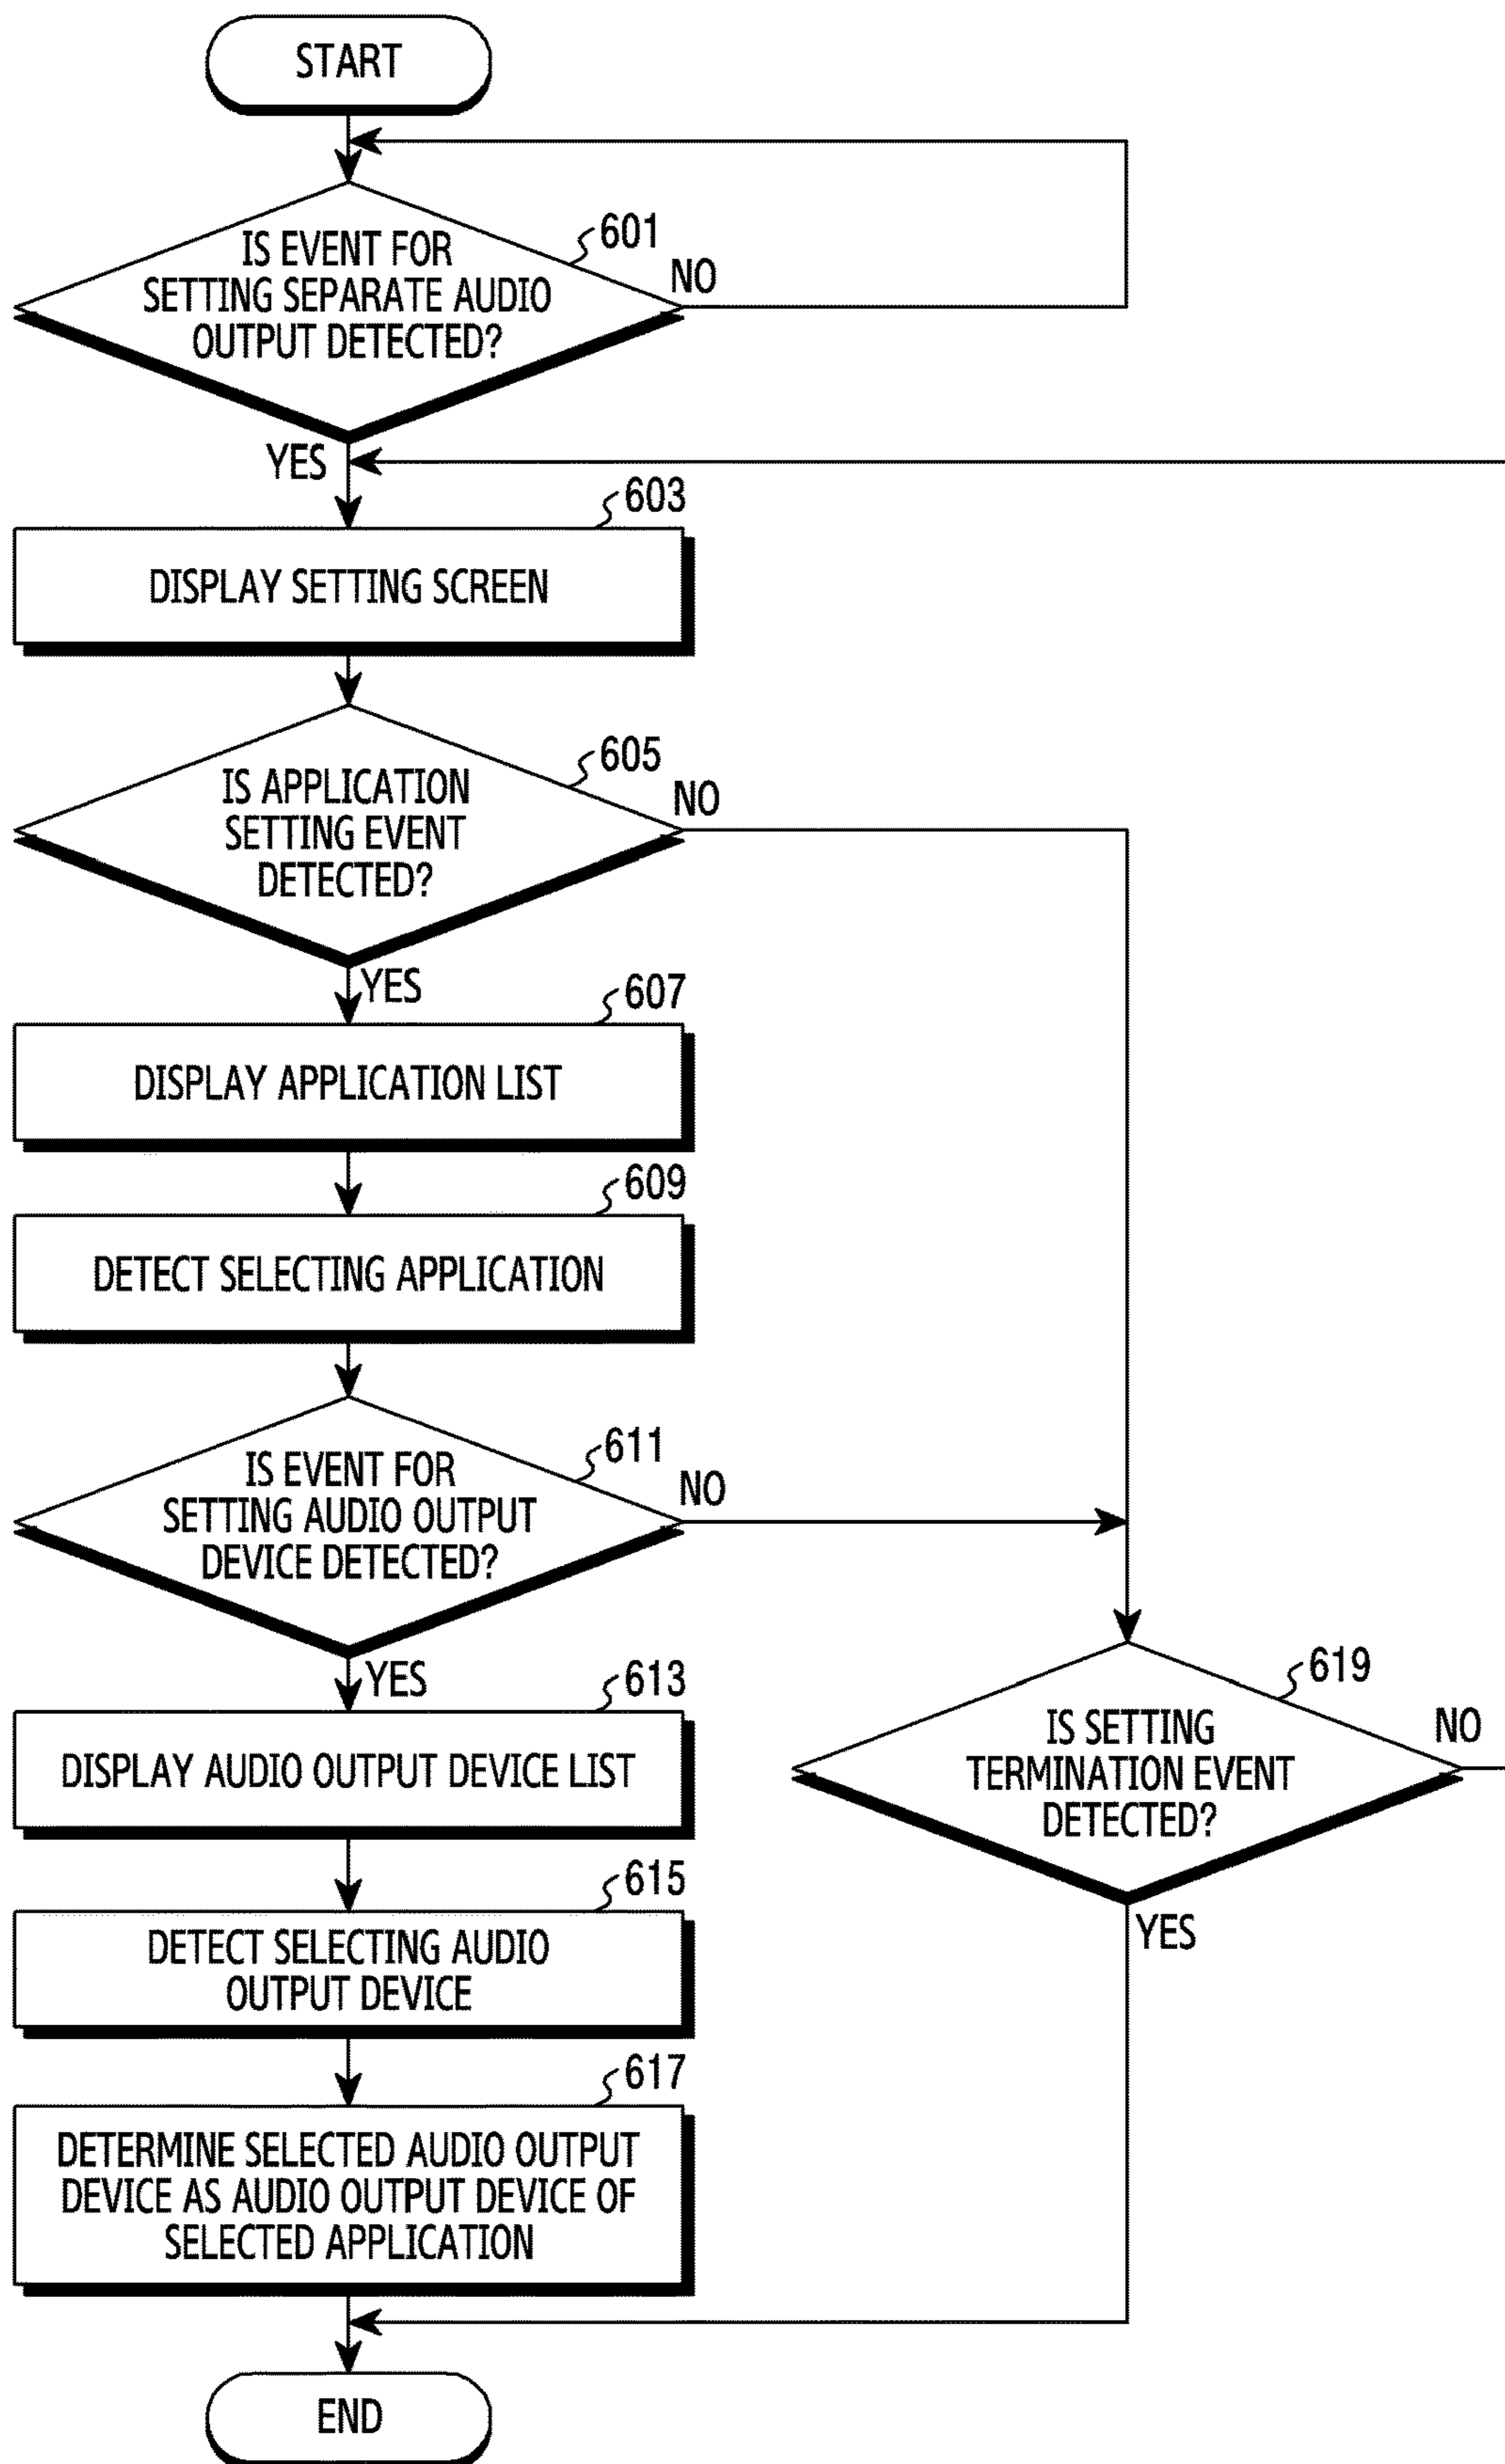 START
601
IS EVENT FOR
SETTING SEPARATE AUDIO
OUTPUT DETECTED?
NO
YES
603
DISPLAY SETTING SCREEN
605
IS APPLICATION
SETTING EVENT
DETECTED?
NO
YES
607
DISPLAY APPLICATION LIST
609
DETECT SELECTING APPLICATION
611
IS EVENT FOR
SETTING AUDIO OUTPUT
DEVICE DETECTED?
NO
YES
613
DISPLAY AUDIO OUTPUT DEVICE LIST
619
IS SETTING
TERMINATION EVENT
DETECTED?
NO
YES
615
DETECT SELECTING AUDIO
OUTPUT DEVICE
617
DETERMINE SELECTED AUDIO OUTPUT
DEVICE AS AUDIO OUTPUT DEVICE OF
SELECTED APPLICATION
END